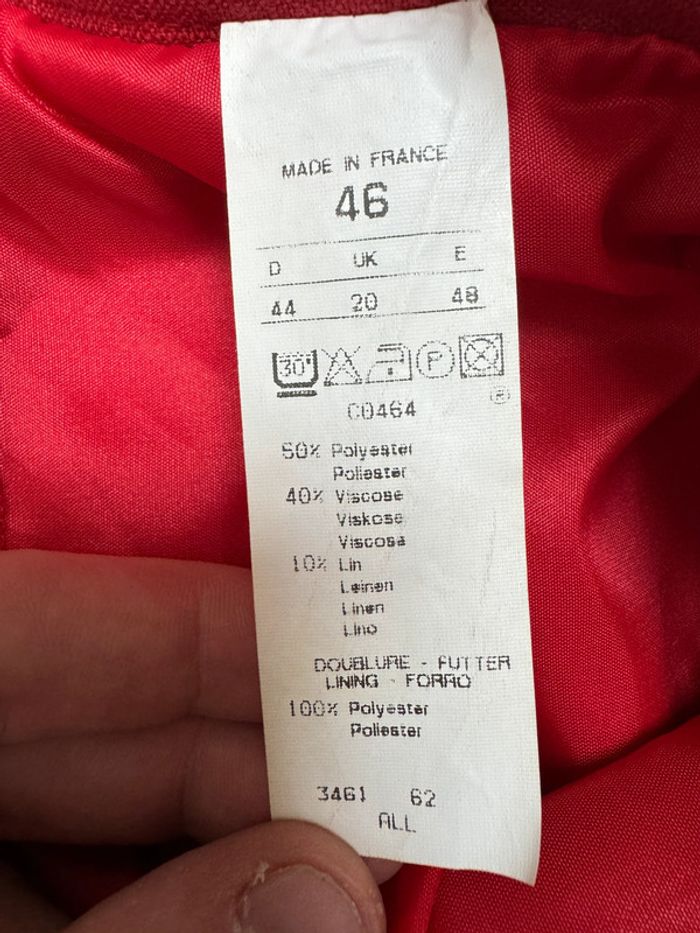 MADE IN FRANCE
46
D UK E
44 20 48
30° P
®
C0464
50% Polyester
Poliester
40% Viscose
Viskose
Viscosa
10% Lin
Leinen
Linen
Lino
DOUBLURE - FUTTER
LINING - FORRO
100% Polyester
Poliester
3461 62
ALL